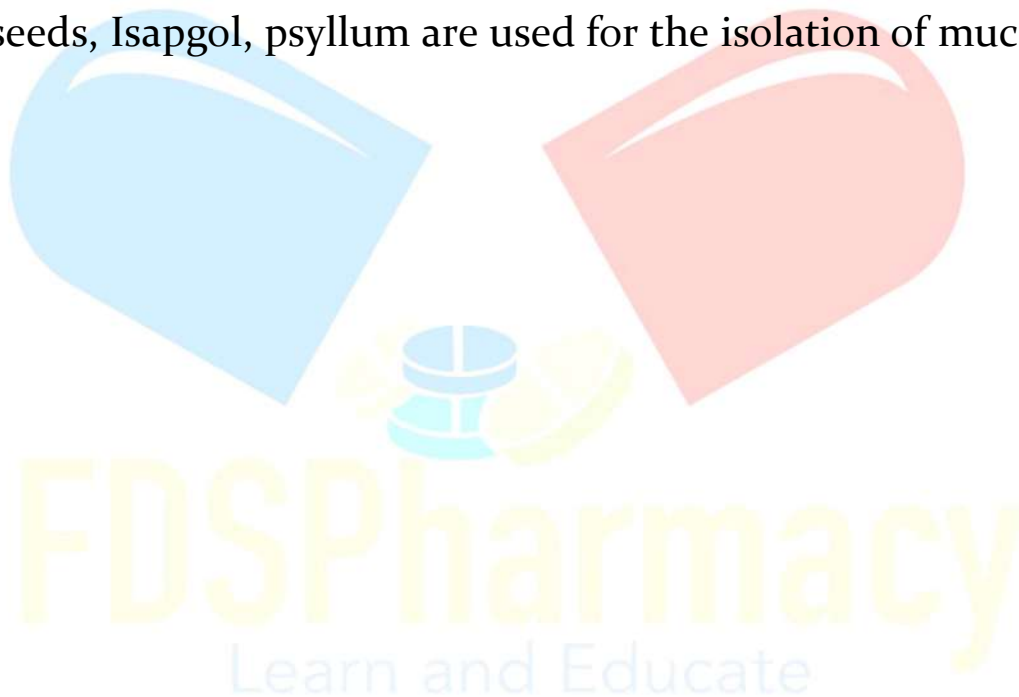 seeds, Isapgol, psyllum are used for the isolation of muc
FDSPharmacy
Learn and Educate